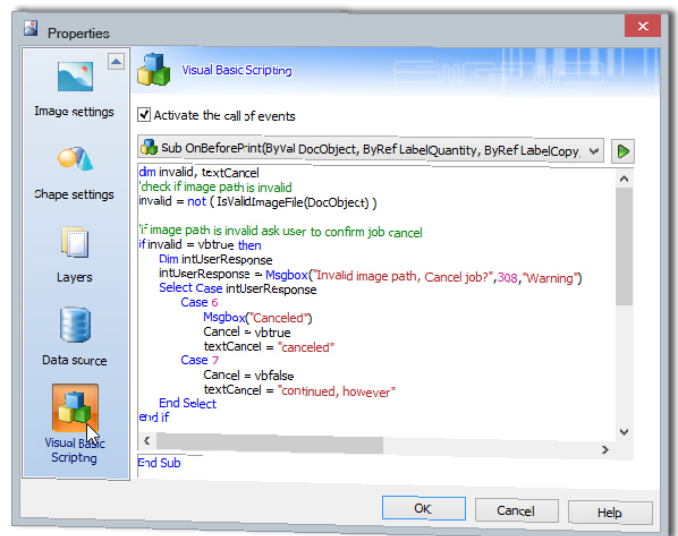 Properties
Visual Basic Scripting
Image settings
Activate the call of events
Sub OnBeforePrint(ByVal DocObject, ByRef LabelQuantity, ByRef LabelCopy,
Shape settings
Layers
Data source
Visual Basic
Scripting
dim invalid, textCancel
'check if image path is invalid
invalid = not ( IsValidImageFile(DocObject) )
'if image path is invalid ask user to confirm job cancel
if invalid = vbtrue then
Dim intUserResponse
intUserResponse = Msgbox("Invalid image path, Cancel job?",308,"Warning")
Select Case intUserResponse
Case 6
Msgbox("Canceled")
Cancel = vbtrue
textCancel = "canceled"
Case 7
Cancel = vbfalse
textCancel = "continued, however"
End Select
end if
End Sub
OK
Cancel
Help